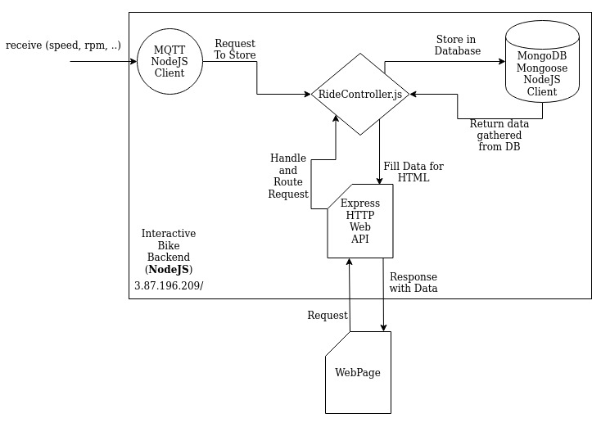 receive (speed, rpm, ..)
MQTT
NodeJS
Client
Request
To Store
RideController.js
Store in
Database
MongoDB
Mongoose
NodeJS
Client
Return data
gathered
from DB
Handle
and
Route
Request
Fill Data for
HTML
Express
HTTP
Web
API
Interactive
Bike
Backend
(NodeJS)
3.87.196.209/
Response
with Data
Request
WebPage